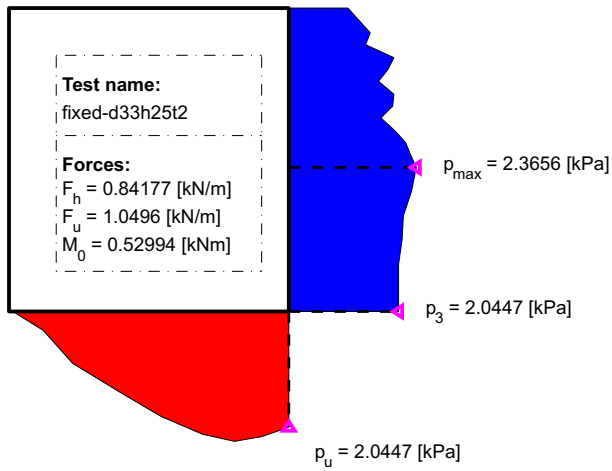 Test name:
fixed-d33h25t2
Forces:
F_h = 0.84177 [kN/m]
F_u = 1.0496 [kN/m]
M_0 = 0.52994 [kNm]
p_max = 2.3656 [kPa]
p_3 = 2.0447 [kPa]
p_u = 2.0447 [kPa]